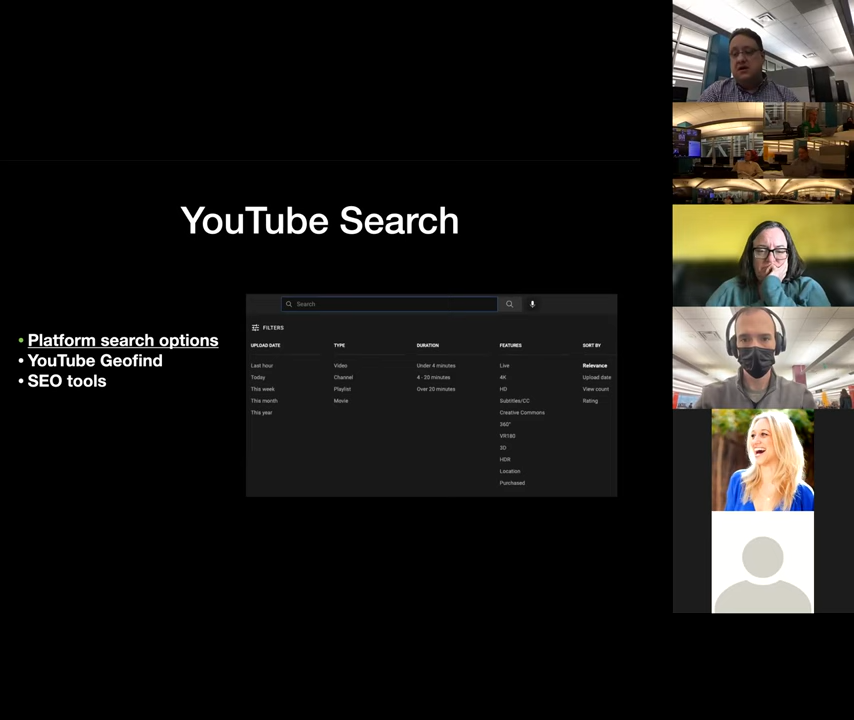 YouTube Search
• Platform search options
• YouTube Geofind
• SEO tools
Search
FILTERS
UPLOAD DATE
Last hour
Today
This week
This month
This year
TYPE
Video
Channel
Playlist
Movie
DURATION
Under 4 minutes
4 - 20 minutes
Over 20 minutes
FEATURES
Live
4K
HD
Subtitles/CC
Creative Commons
360°
VR180
3D
HDR
Location
Purchased
SORT BY
Relevance
Upload date
View count
Rating